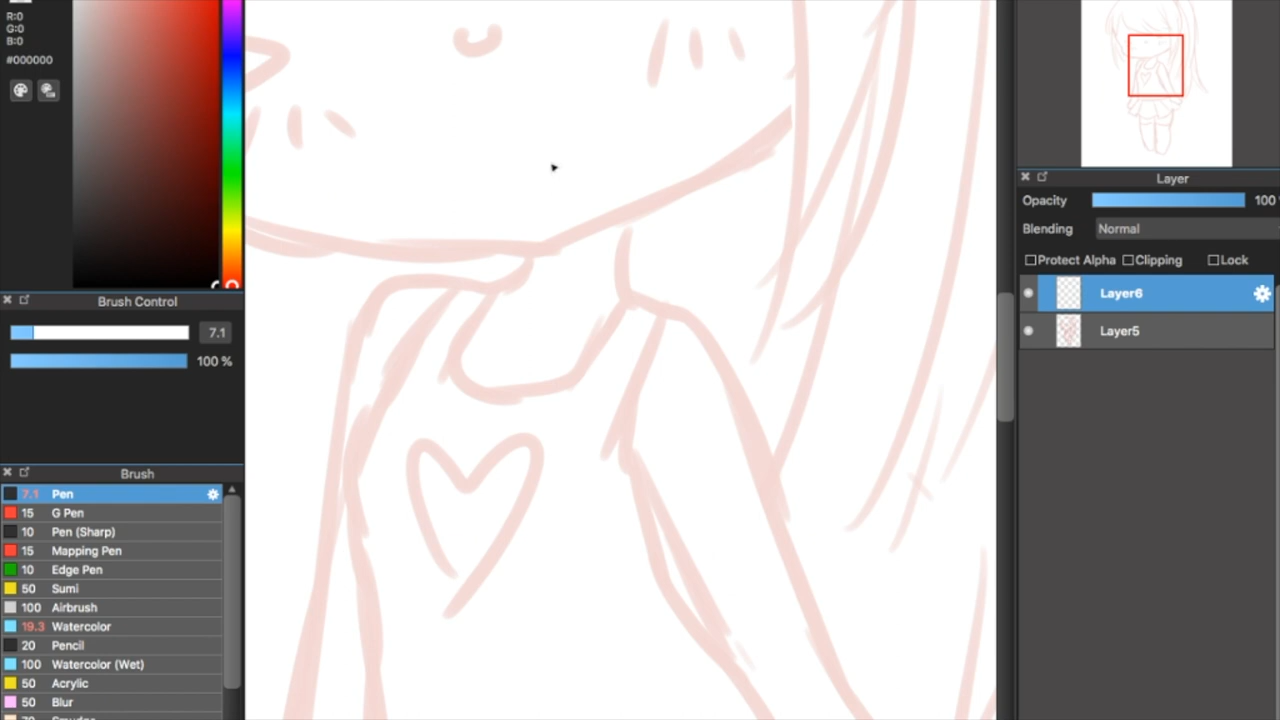 R:0
G:0
B:0
#000000
Brush Control
7.1
100 %
Brush
7.1 Pen
15 G Pen
10 Pen (Sharp)
15 Mapping Pen
10 Edge Pen
50 Sumi
100 Airbrush
19.3 Watercolor
20 Pencil
100 Watercolor (Wet)
50 Acrylic
50 Blur
Layer
Opacity 100
Blending Normal
Protect Alpha Clipping Lock
Layer6
Layer5